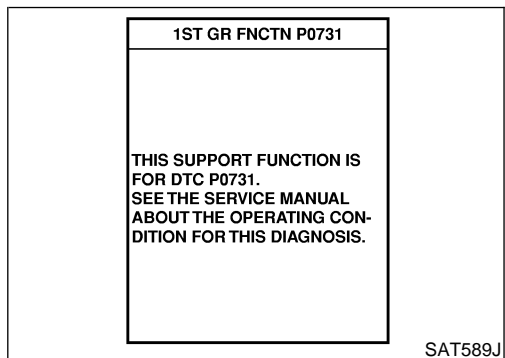 1ST GR FNCTN P0731
THIS SUPPORT FUNCTION IS
FOR DTC P0731.
SEE THE SERVICE MANUAL
ABOUT THE OPERATING CON-
DITION FOR THIS DIAGNOSIS.
SAT589J